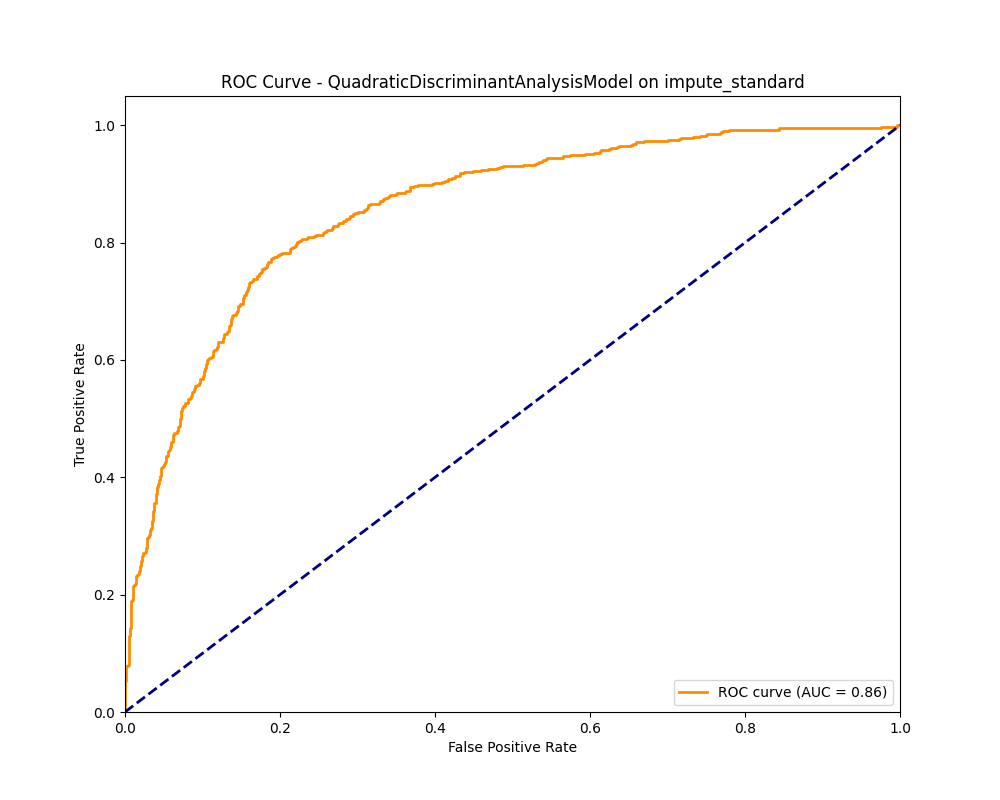 ROC Curve - QuadraticDiscriminantAnalysisModel on impute_standard
True Positive Rate
1.0
0.8
0.6
0.4
0.2
0.0
ROC curve (AUC = 0.86)
0.0 0.2 0.4 0.6 0.8 1.0
False Positive Rate